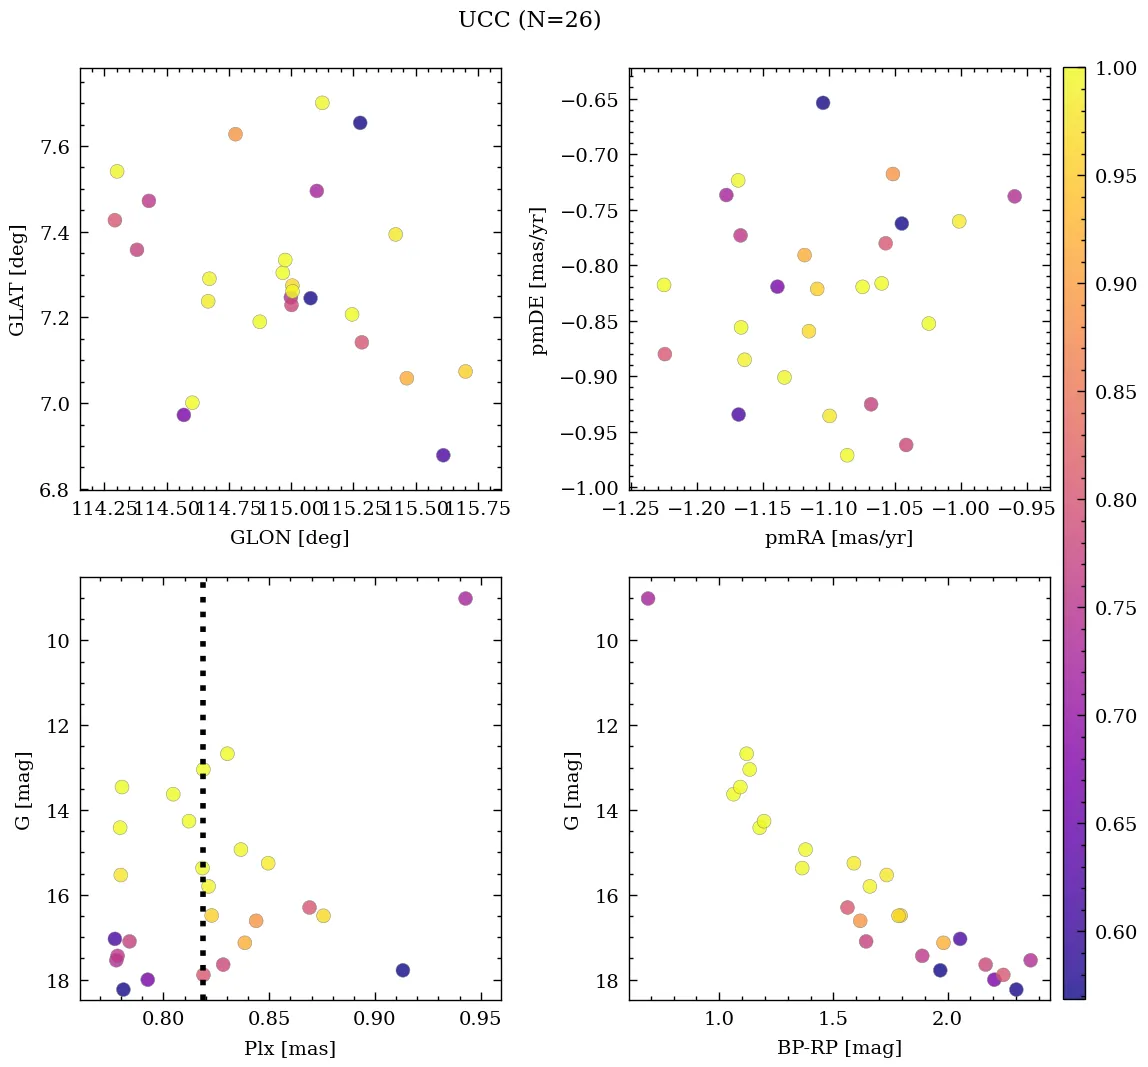 UCC (N=26)
7.6
7.4
7.2
7.0
6.8
GLAT [deg]
114.25 114.50 114.75 115.00 115.25 115.50 115.75
GLON [deg]
−0.65
−0.70
−0.75
−0.80
−0.85
−0.90
−0.95
−1.00
pmDE [mas/yr]
−1.25 −1.20 −1.15 −1.10 −1.05 −1.00 −0.95
pmRA [mas/yr]
1.00
0.95
0.90
0.85
0.80
0.75
0.70
0.65
0.60
10
12
14
16
18
G [mag]
0.80 0.85 0.90 0.95
Plx [mas]
10
12
14
16
18
G [mag]
1.0 1.5 2.0
BP-RP [mag]